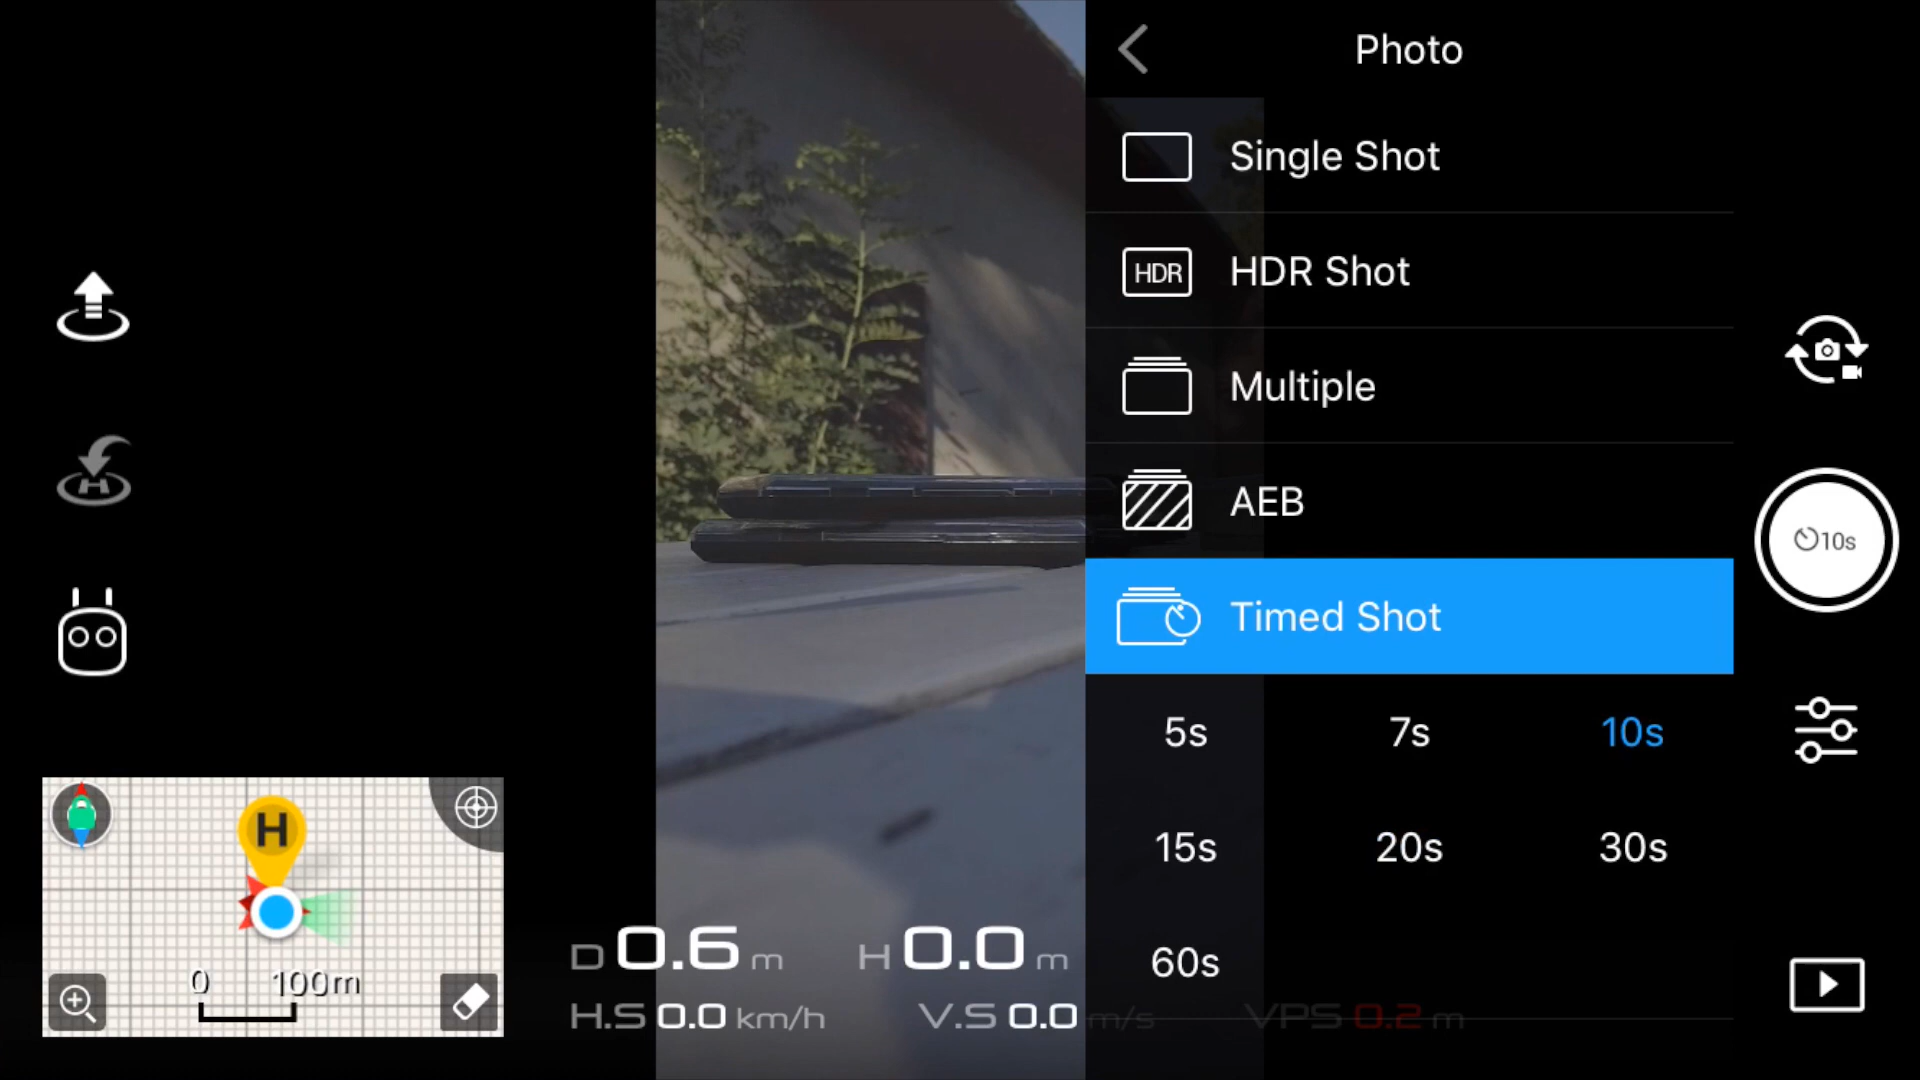 Photo
Single Shot
HDR HDR Shot
Multiple
AEB
Timed Shot
5s 7s 10s
15s 20s 30s
60s
10s
H
0 100m
D 0.6 m H 0.0 m
H.S 0.0 km/h V.S 0.0 m/s VPS 0.2 m
H